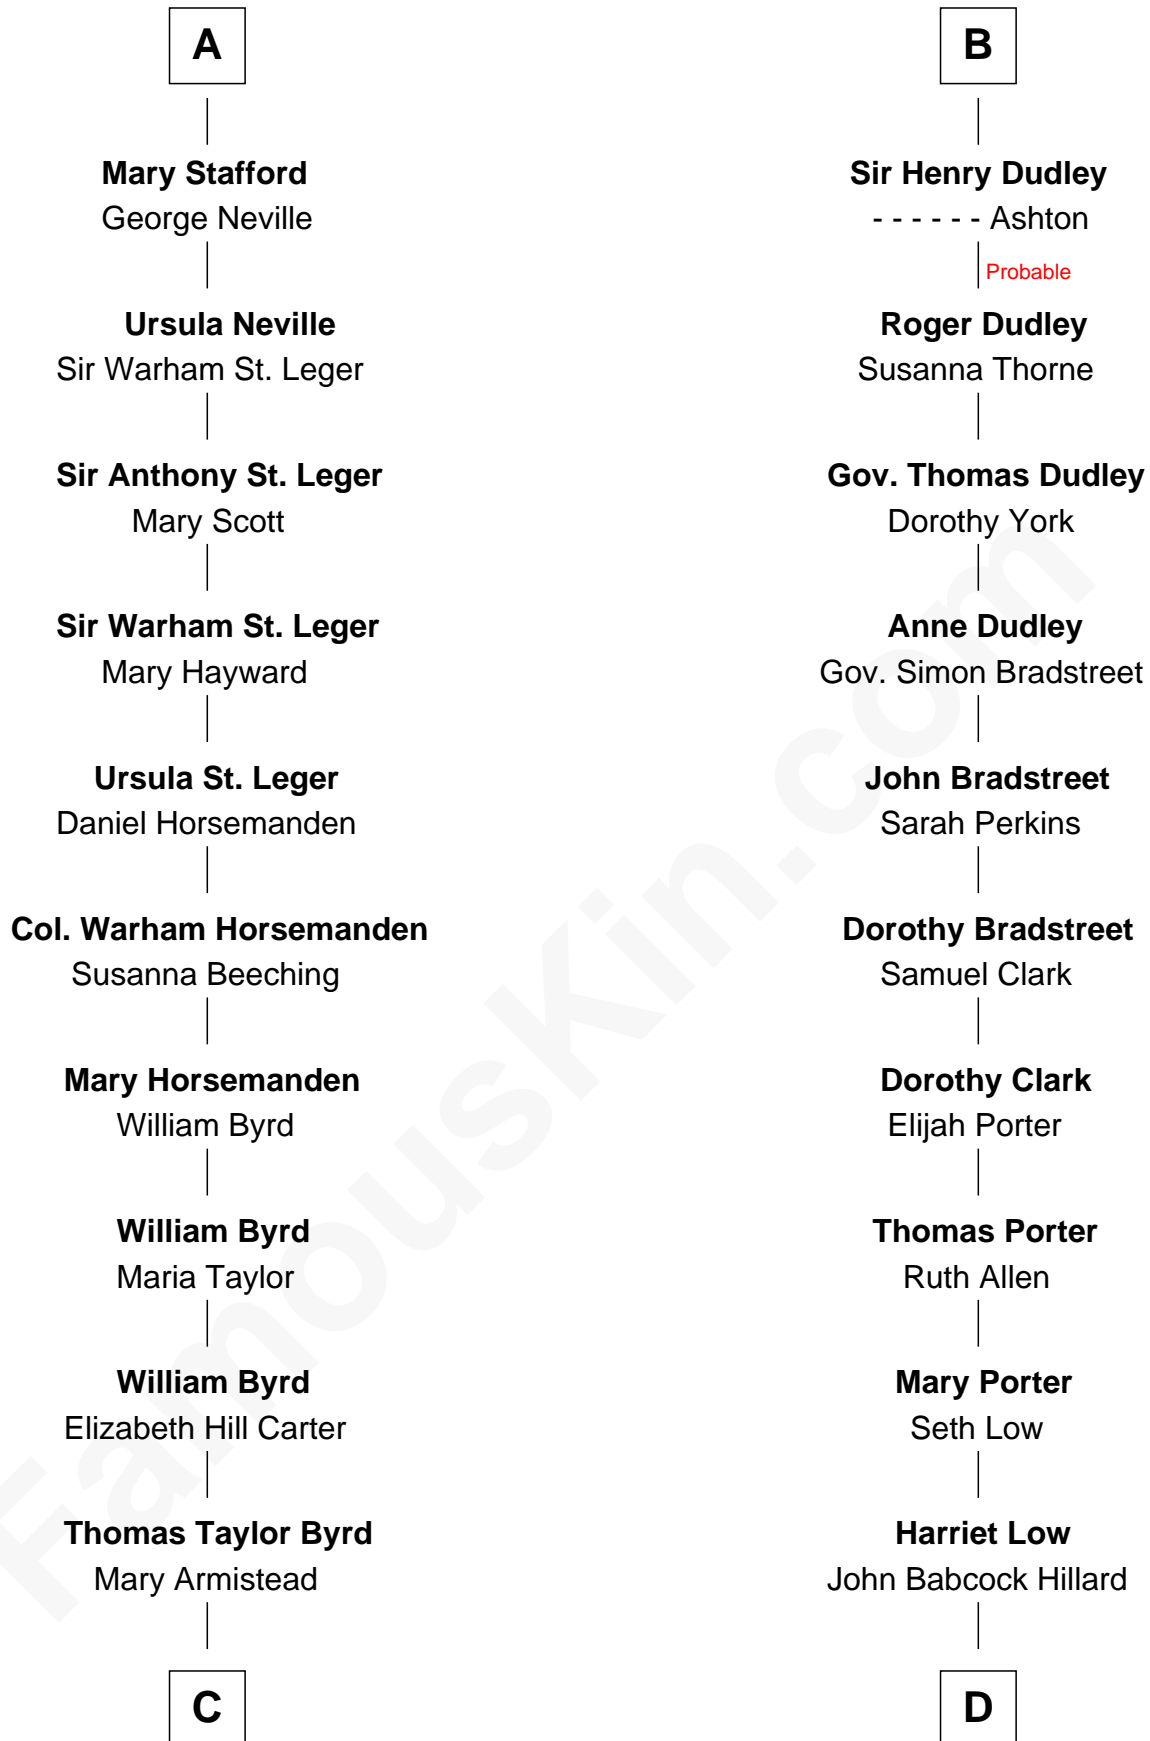 A
Mary Stafford
George Neville
Ursula Neville
Sir Warham St. Leger
Sir Anthony St. Leger
Mary Scott
Sir Warham St. Leger
Mary Hayward
Ursula St. Leger
Daniel Horsemanden
Col. Warham Horsemanden
Susanna Beeching
Mary Horsemanden
William Byrd
William Byrd
Maria Taylor
William Byrd
Elizabeth Hill Carter
Thomas Taylor Byrd
Mary Armistead
C
B
Sir Henry Dudley
- - - - - - Ashton
Probable
Roger Dudley
Susanna Thorne
Gov. Thomas Dudley
Dorothy York
Anne Dudley
Gov. Simon Bradstreet
John Bradstreet
Sarah Perkins
Dorothy Bradstreet
Samuel Clark
Dorothy Clark
Elijah Porter
Thomas Porter
Ruth Allen
Mary Porter
Seth Low
Harriet Low
John Babcock Hillard
D
FamousKin.com